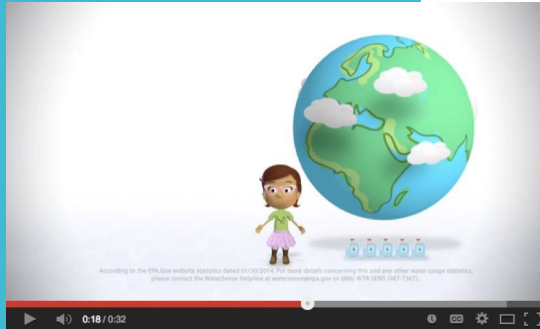 According to the EPA.Gov website statistics dated 01/30/2014. For more details concerning this and any other water usage statistics,
please contact the WaterSense Helpline at watersense@epa.gov or (866) WTR-SENS (987-7367).
0:18 / 0:32
CC